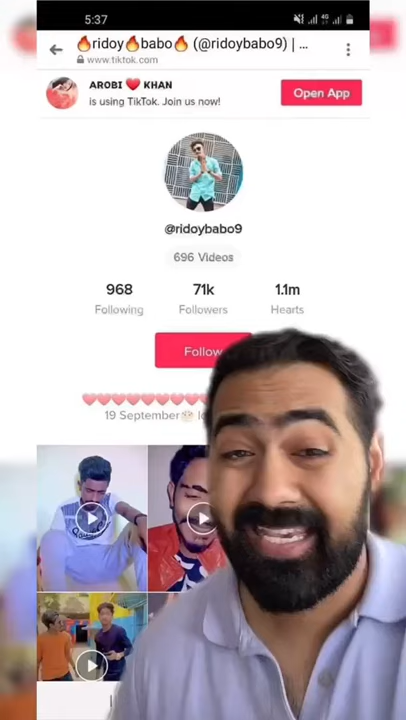 5:37
🔥ridoy🔥babo🔥 (@ridoybabo9) | ...
www.tiktok.com
AROBI ❤️ KHAN
is using TikTok. Join us now!
Open App
@ridoybabo9
696 Videos
968 71k 1.1m
Following Followers Hearts
Follow
19 September